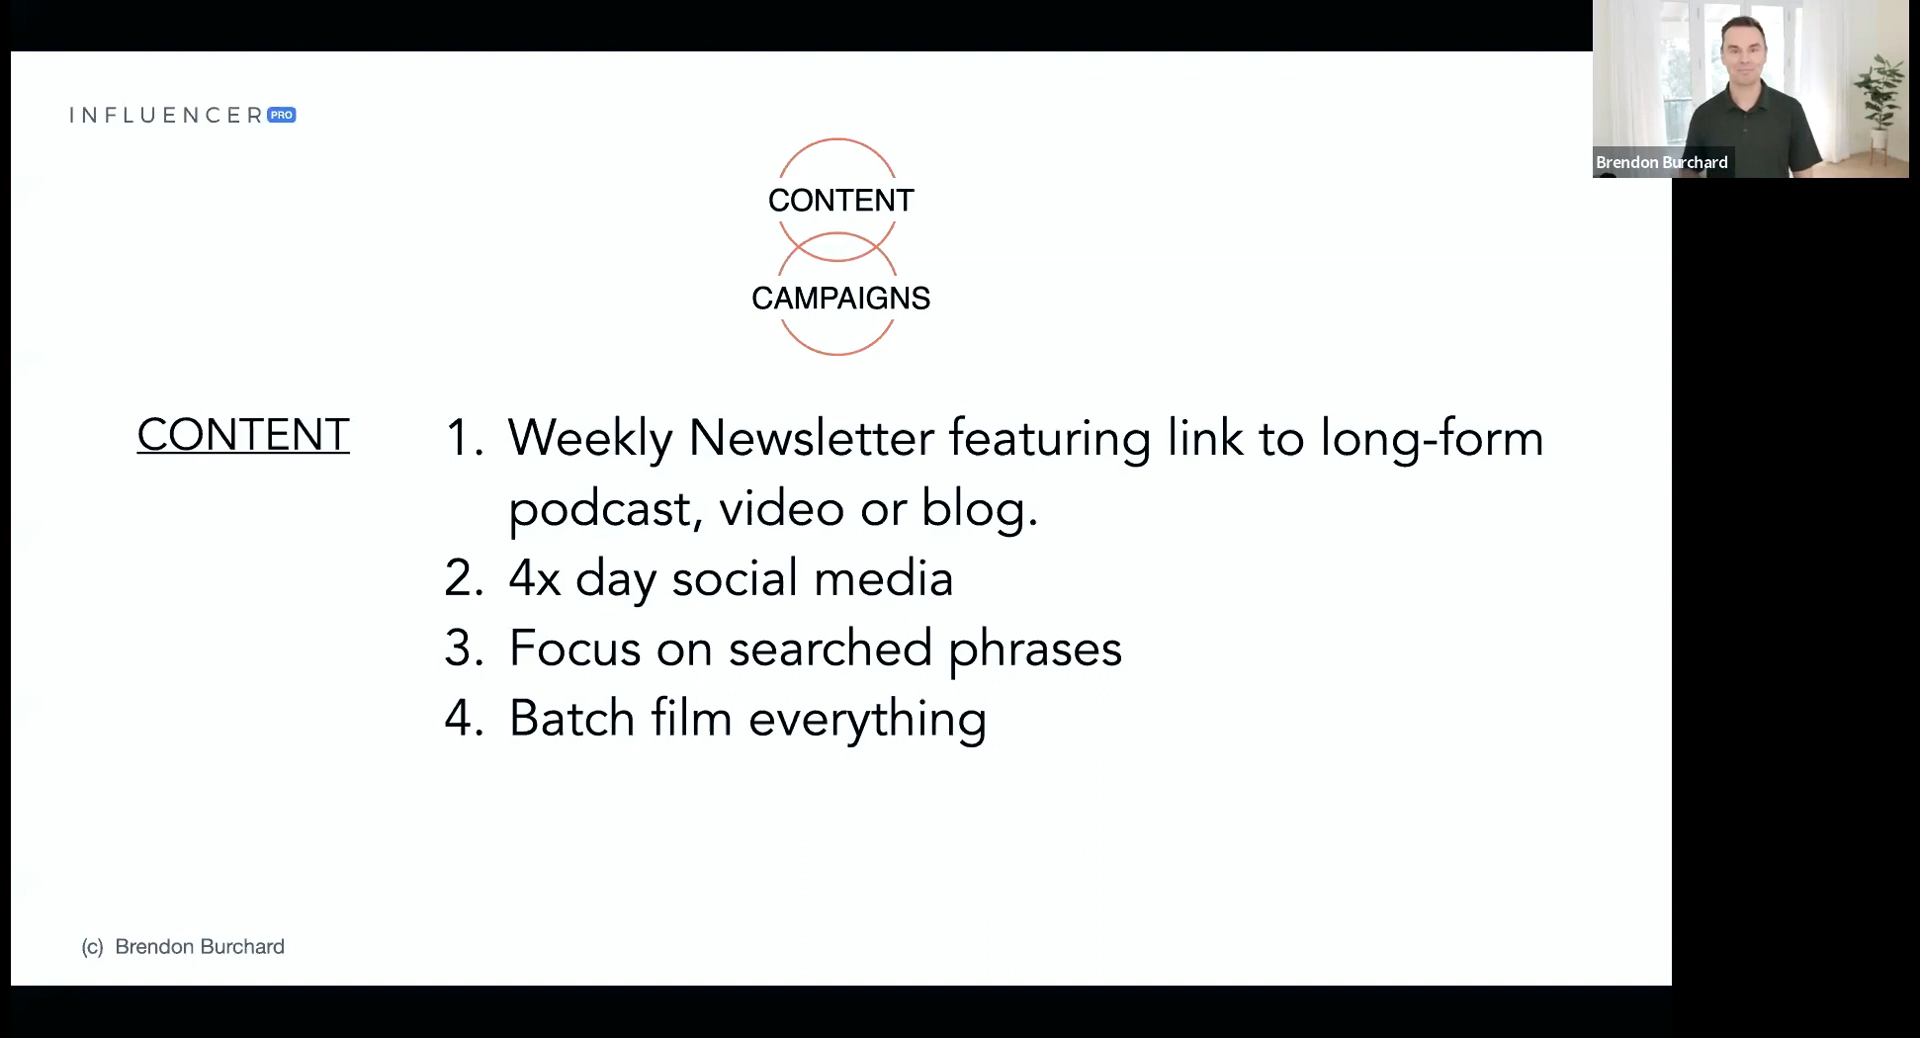 INFLUENCER PRO
Brendon Burchard
CONTENT
CAMPAIGNS
CONTENT
1. Weekly Newsletter featuring link to long-form
podcast, video or blog.
2. 4x day social media
3. Focus on searched phrases
4. Batch film everything
(c) Brendon Burchard